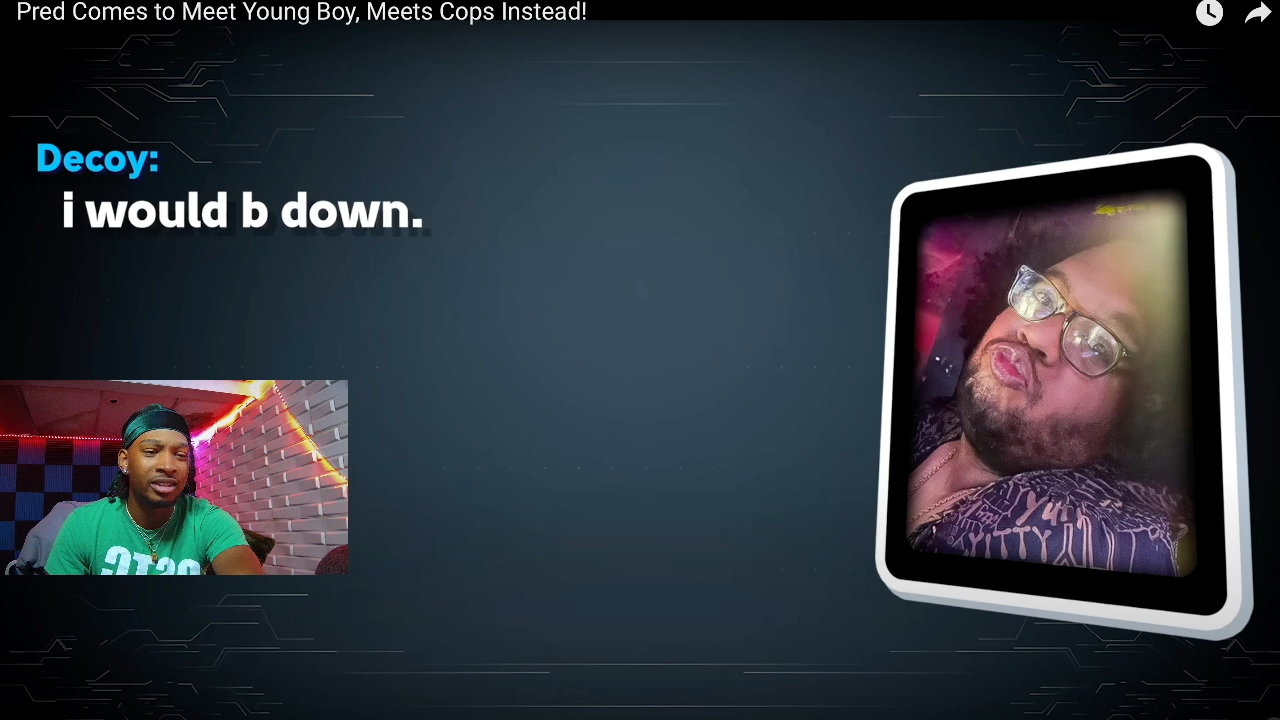 Pred Comes to Meet Young Boy, Meets Cops Instead!
Decoy:
i would b down.